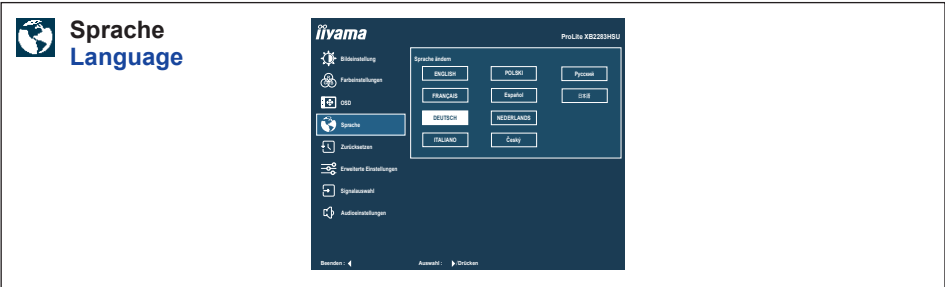 Sprache
Language
iiyama
ProLite XB2283HSU
Bildeinstellung
Farbeinstellungen
OSD
Sprache
Zurücksetzen
Erweiterte Einstellungen
Signalauswahl
Audioeinstellungen
Sprache ändern
ENGLISH POLSKI Русский
FRANÇAIS Español 日本語
DEUTSCH NEDERLANDS
ITALIANO Český
Beenden : Auswahl : /Drücken